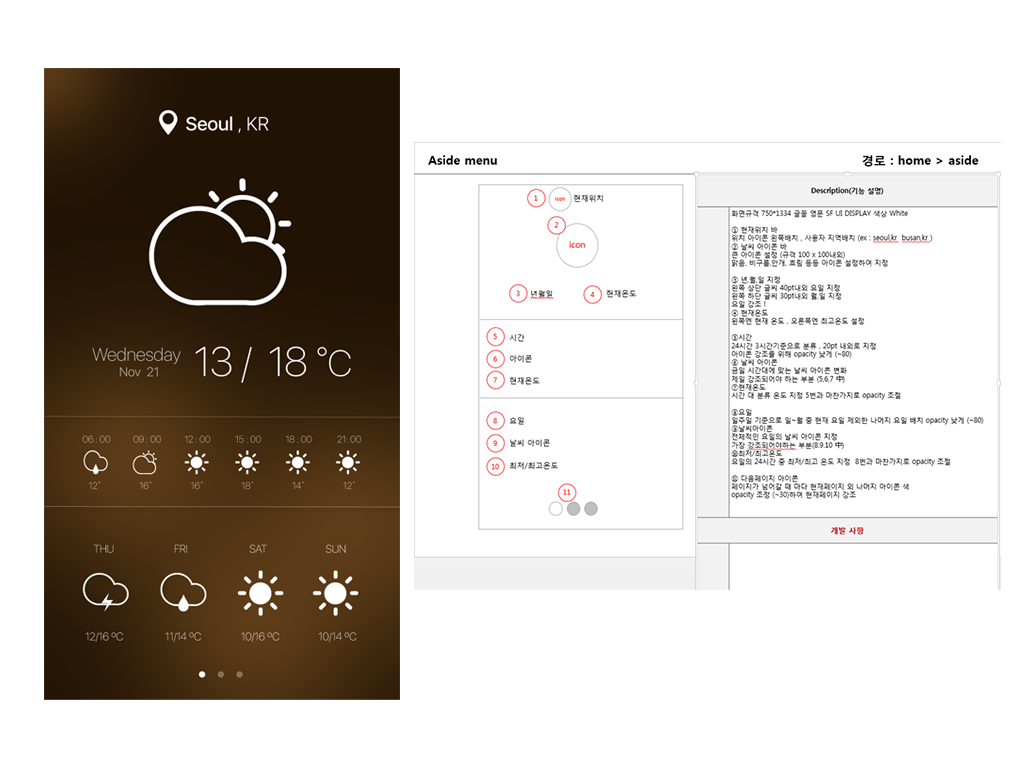 Seoul , KR
Wednesday
Nov 21
13 / 18 ℃
06 : 00 09 : 00 12 : 00 15 : 00 18 : 00 21:00
12° 16° 16° 18° 14° 12°
THU FRI SAT SUN
12/16 ºC 11/14 ºC 10/16 ºC 10/14 ºC
Aside menu
경로 : home > aside
1 icon 현재위치
2
icon
3 년월일 4 현재온도
5 시간
6 아이콘
7 현재온도
8 요일
9 날씨 아이콘
10 최저/최고온도
11
Description(기능 설명)
화면규격 750*1334 글꼴 영문 SF UI DISPLAY 색상 White
① 현재위치 바
위치 아이콘 왼쪽배치 , 사용자 지역배치 (ex : seoul,kr busan,kr )
② 날씨 아이콘 바
큰 아이콘 설정 (규격 100 x 100내외)
맑음, 비구름,안개, 흐림 등등 아이콘 설정하여 지정
③ 년,월,일 지정
왼쪽 상단 글씨 40pt내외 요일 지정
왼쪽 하단 글씨 30pt내외 월,일 지정
요일 강조 !
④ 현재온도
왼쪽엔 현재 온도 , 오른쪽엔 최고온도 설정
⑤시간
24시간 3시간기준으로 분류 , 20pt 내외로 지정
아이콘 강조를 위해 opacity 낮게 (~80)
⑥ 날씨 아이콘
금일 시간대에 맞는 날씨 아이콘 변화
제일 강조되어야 하는 부분 (5,6,7 中)
⑦현재온도
시간 대 분류 온도 지정 5번과 마찬가지로 opacity 조절
⑧요일
일주일 기준으로 일~월 중 현재 요일 제외한 나머지 요일 배치 opacity 낮게 (~80)
⑨날씨아이콘
전체적인 요일의 날씨 아이콘 지정
가장 강조되어야하는 부분(8.9.10 中)
⑩최저/최고온도
요일의 24시간 중 최저/최고 온도 지정 8번과 마찬가지로 opacity 조절
⑪ 다음페이지 아이콘
페이지가 넘어갈 때 마다 현재페이지 외 나머지 아이콘 색
opacity 조정 (~30)하여 현재페이지 강조
개발 사항